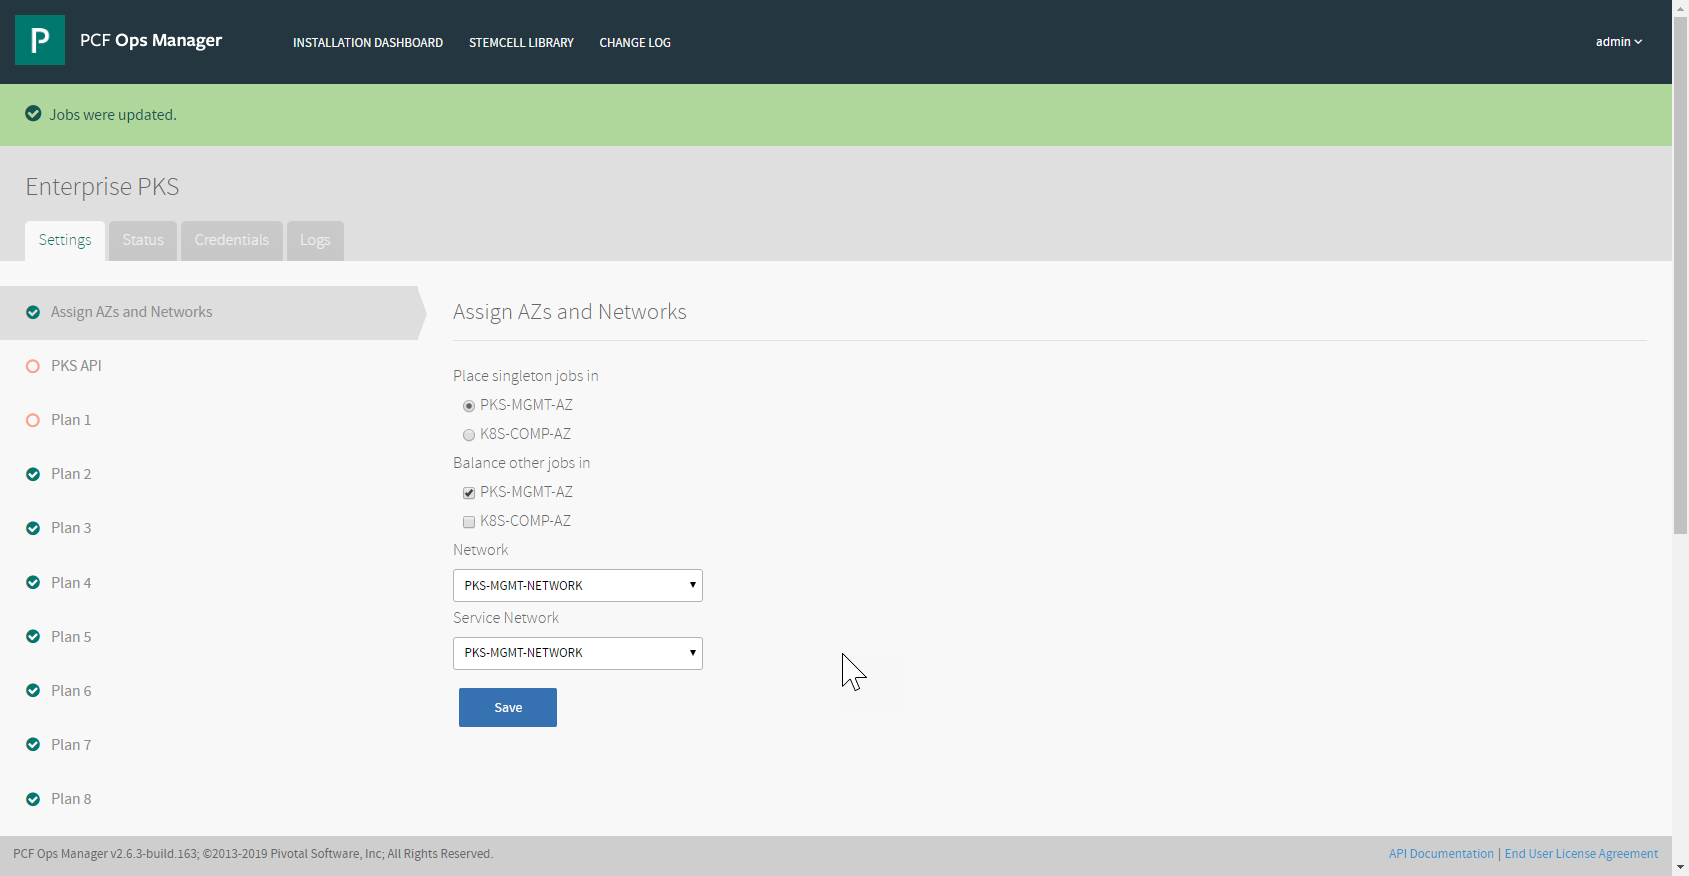 P
PCF Ops Manager
INSTALLATION DASHBOARD
STEMCELL LIBRARY
CHANGE LOG
admin
Jobs were updated.
Enterprise PKS
Settings
Status
Credentials
Logs
Assign AZs and Networks
PKS API
Plan 1
Plan 2
Plan 3
Plan 4
Plan 5
Plan 6
Plan 7
Plan 8
Assign AZs and Networks
Place singleton jobs in
PKS-MGMT-AZ
K8S-COMP-AZ
Balance other jobs in
PKS-MGMT-AZ
K8S-COMP-AZ
Network
PKS-MGMT-NETWORK
Service Network
PKS-MGMT-NETWORK
Save
PCF Ops Manager v2.6.3-build.163; ©2013-2019 Pivotal Software, Inc; All Rights Reserved.
API Documentation | End User License Agreement